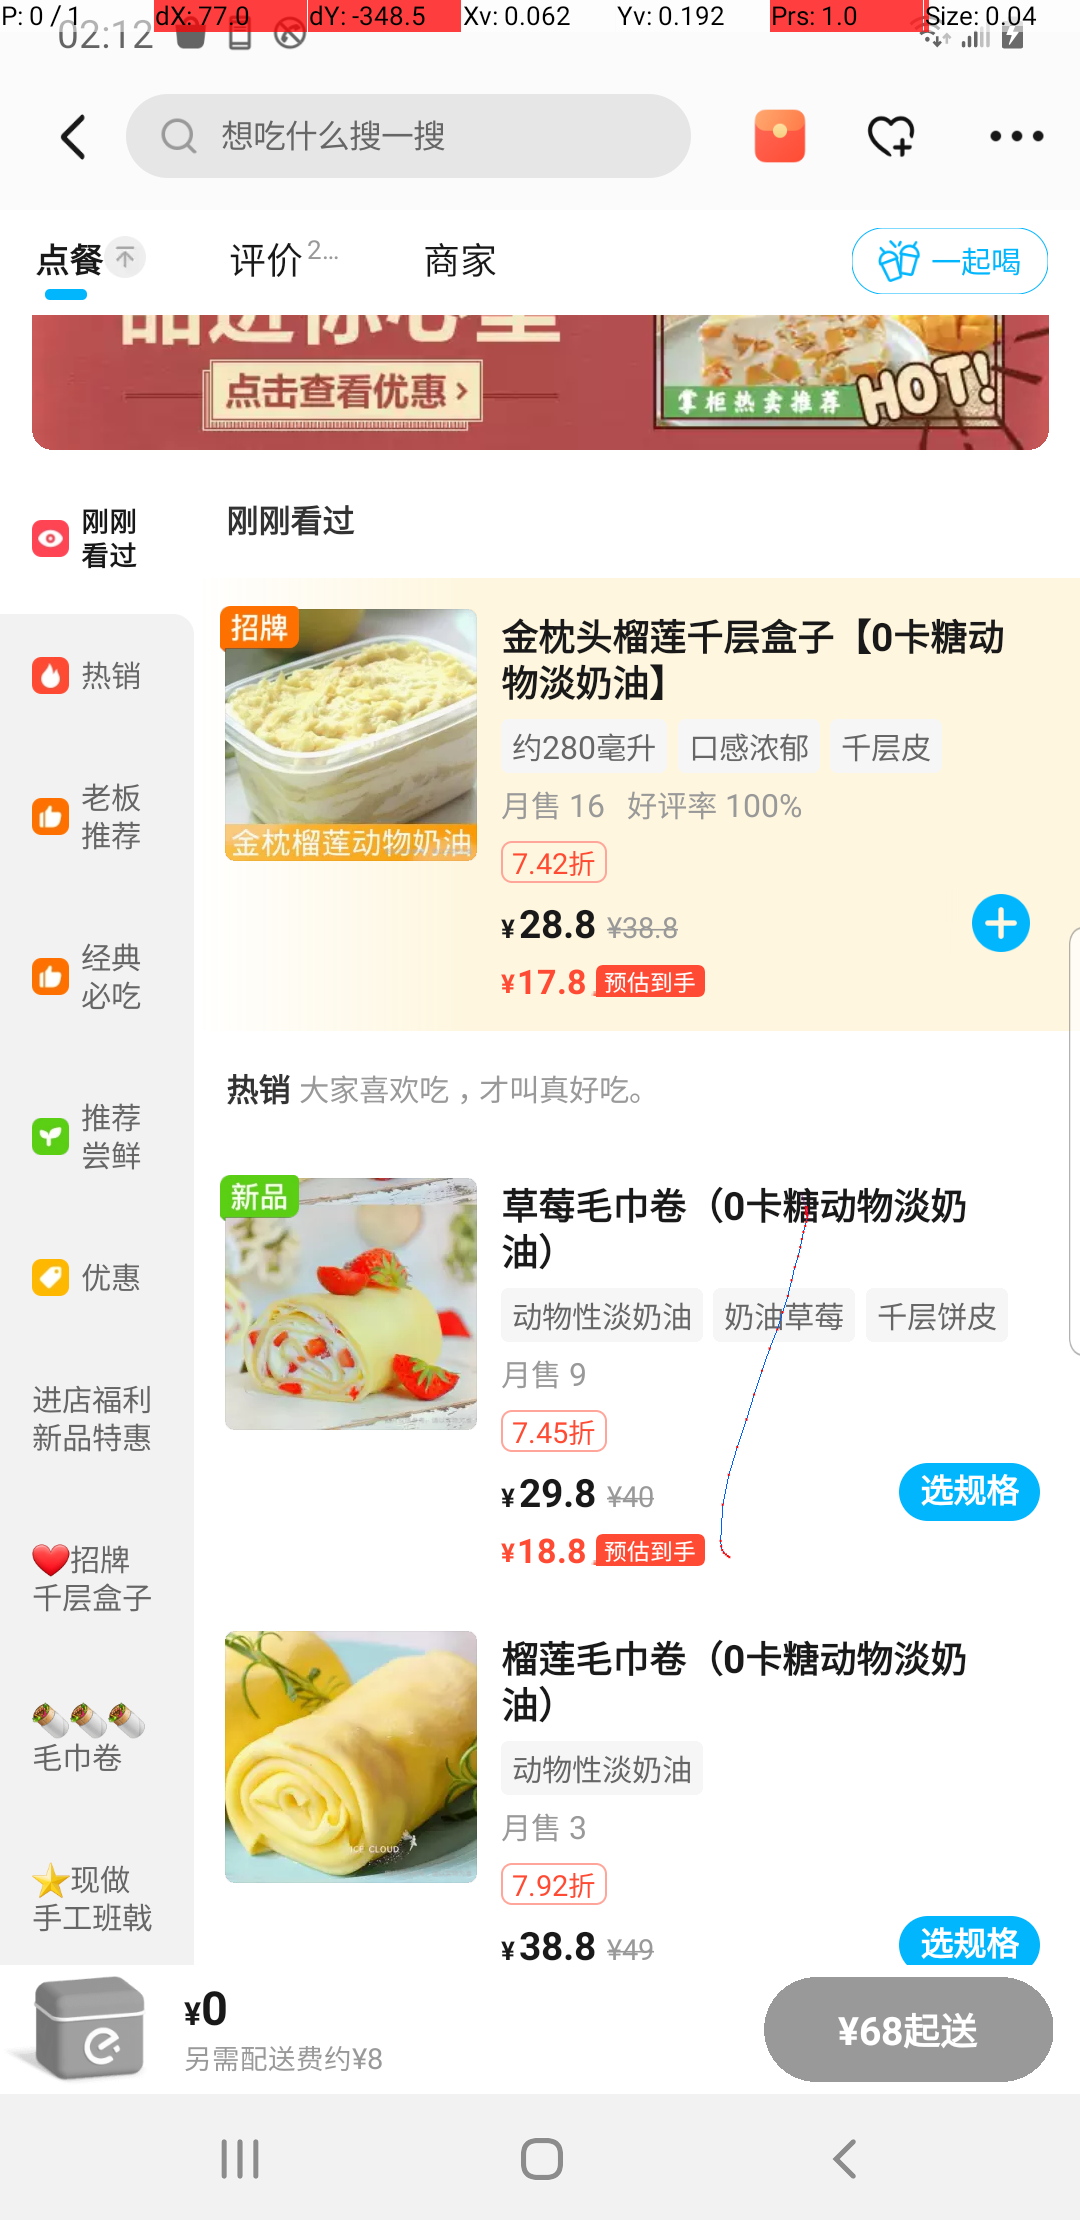 P: 0 / 1
dX: 77.0
dY: -348.5
Xv: 0.062
Yv: 0.192
Prs: 1.0
Size: 0.04
02:12
想吃什么搜一搜
点餐
评价
2...
商家
一起喝
点击查看优惠 >
掌柜热卖推荐
HOT!
刚刚
看过
刚刚看过
热销
老板
推荐
经典
必吃
推荐
尝鲜
优惠
进店福利
新品特惠
招牌
千层盒子
毛巾卷
现做
手工班戟
招牌
金枕榴莲动物奶油
金枕头榴莲千层盒子【0卡糖动
物淡奶油】
约280毫升
口感浓郁
千层皮
月售 16 好评率 100%
7.42折
¥28.8 ¥38.8
¥17.8 预估到手
热销 大家喜欢吃，才叫真好吃。
新品
草莓毛巾卷（0卡糖动物淡奶
油）
动物性淡奶油
奶油草莓
千层饼皮
月售 9
7.45折
¥29.8 ¥40
选规格
¥18.8 预估到手
ICE CLOUD
榴莲毛巾卷（0卡糖动物淡奶
油）
动物性淡奶油
月售 3
7.92折
¥38.8 ¥49
选规格
¥0
另需配送费约¥8
¥68起送